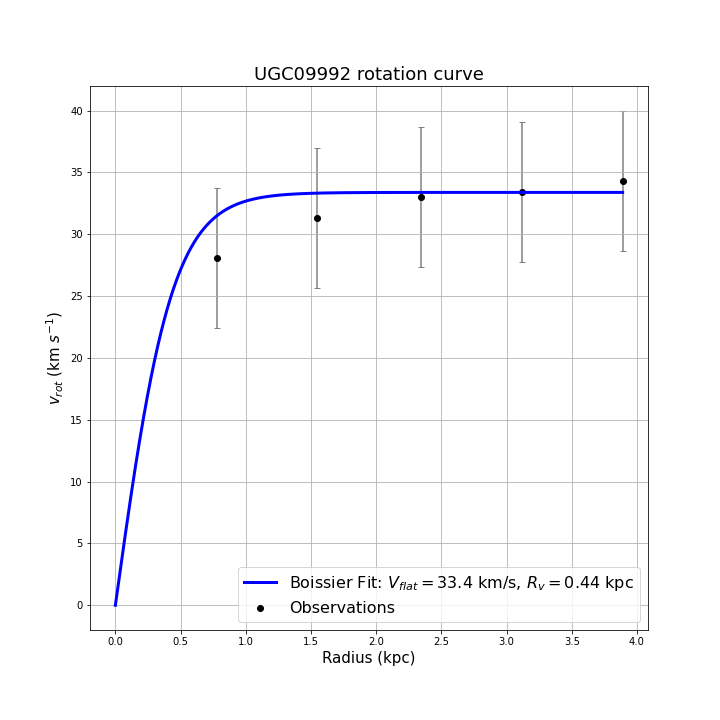 UGC09992 rotation curve
40
35
30
25
20
15
10
5
0
v_rot (km s⁻¹)
Boissier Fit: V_flat = 33.4 km/s, R_v = 0.44 kpc
Observations
0.0 0.5 1.0 1.5 2.0 2.5 3.0 3.5 4.0
Radius (kpc)